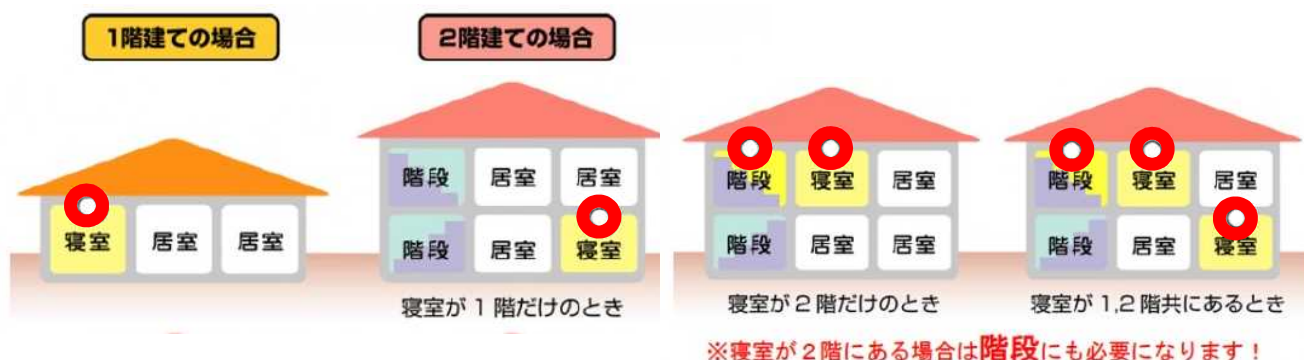 1階建ての場合
2階建ての場合
寝室 居室 居室
階段 居室 居室
階段 居室 寝室
寝室が1階だけのとき
階段 寝室 居室
階段 居室 居室
寝室が2階だけのとき
階段 寝室 居室
階段 居室 寝室
寝室が1,2階共にあるとき
※寝室が2階にある場合は階段にも必要になります！